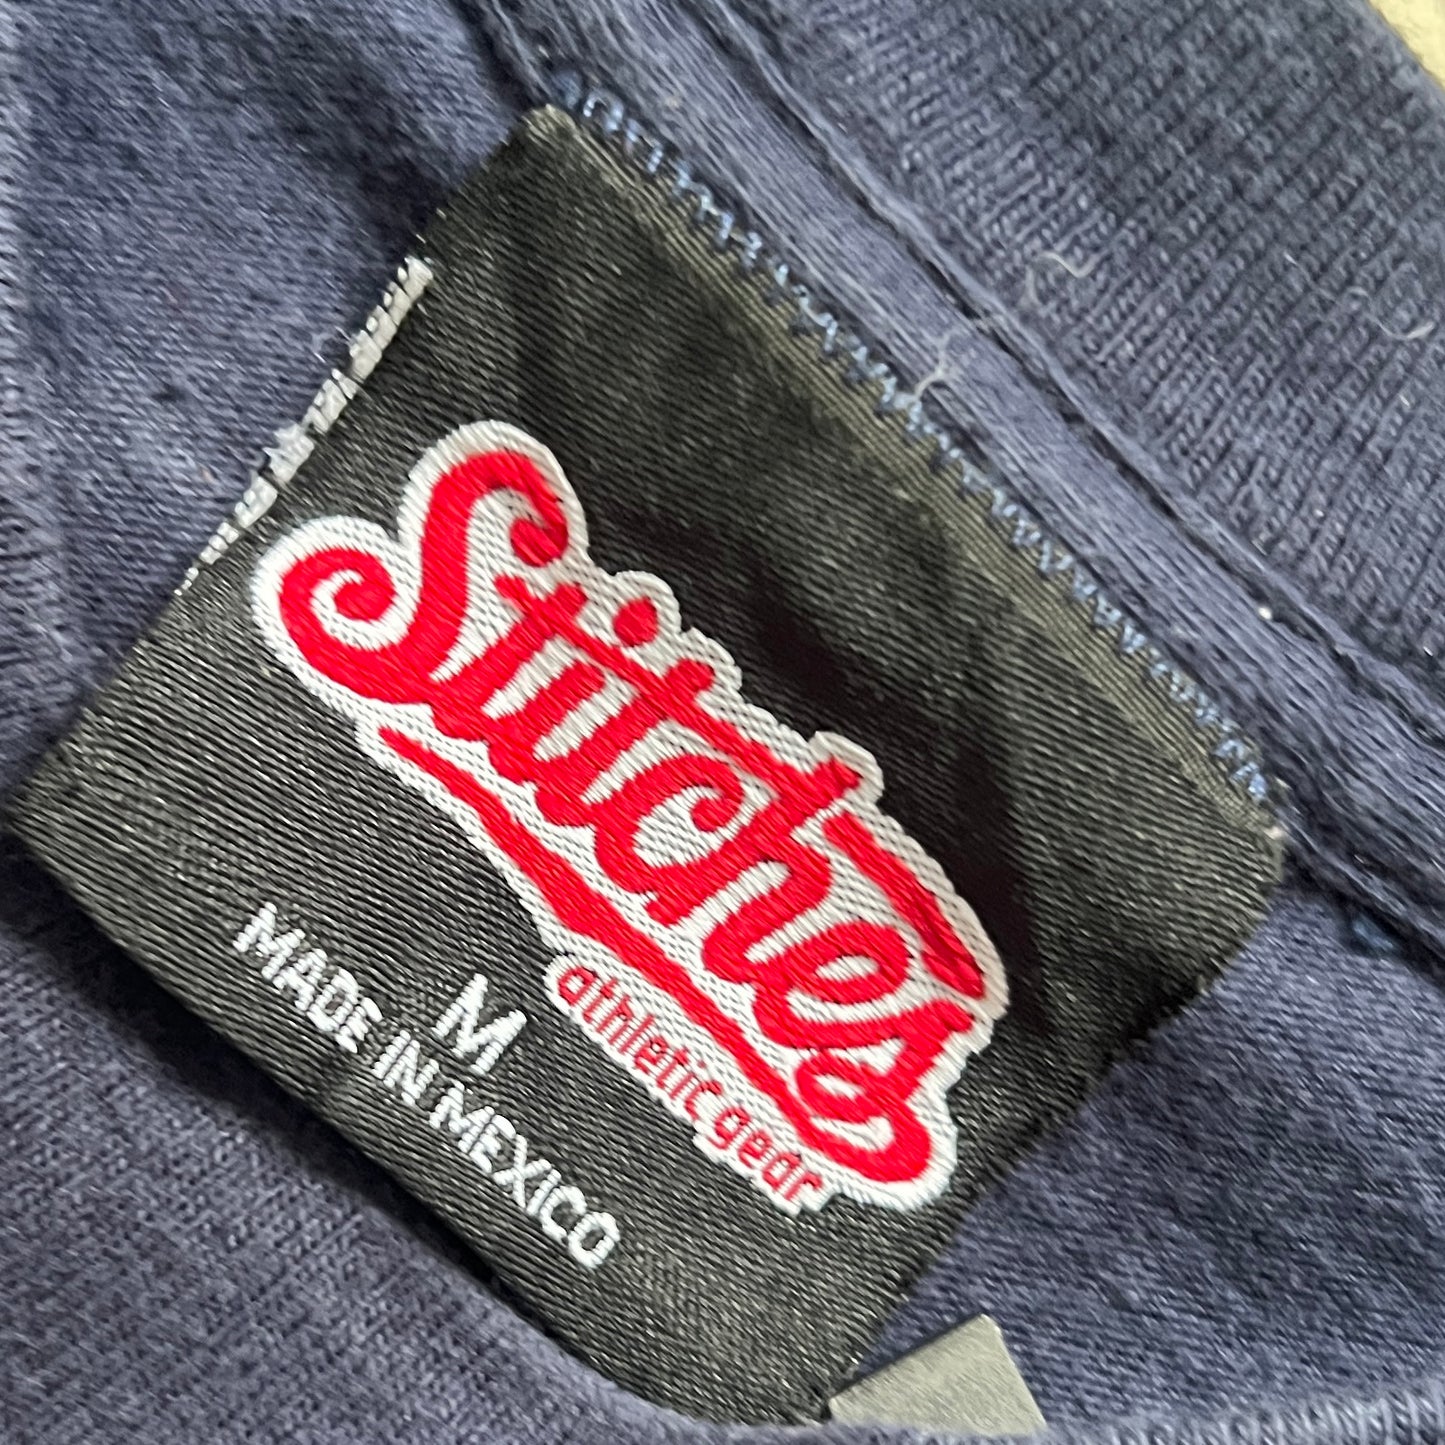 Stitches
athletic gear
M
MADE IN MEXICO